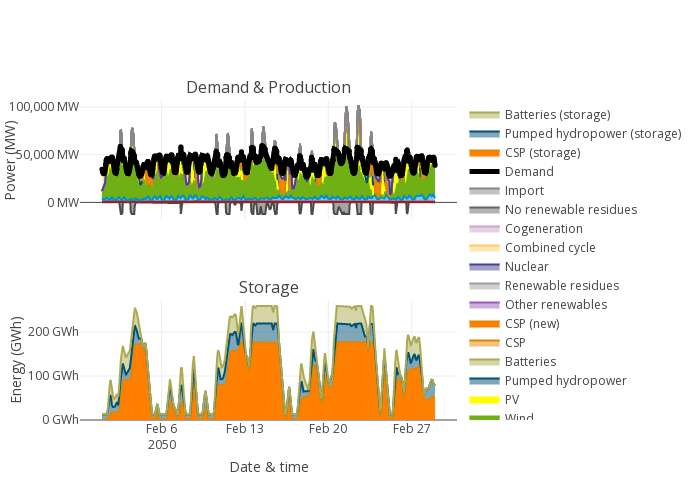 Demand & Production
100,000 MW
50,000 MW
0 MW
Power (MW)
Storage
200 GWh
100 GWh
0 GWh
Energy (GWh)
Feb 6
2050
Feb 13
Feb 20
Feb 27
Date & time
Batteries (storage)
Pumped hydropower (storage)
CSP (storage)
Demand
Import
No renewable residues
Cogeneration
Combined cycle
Nuclear
Renewable residues
Other renewables
CSP (new)
CSP
Batteries
Pumped hydropower
PV
Wind